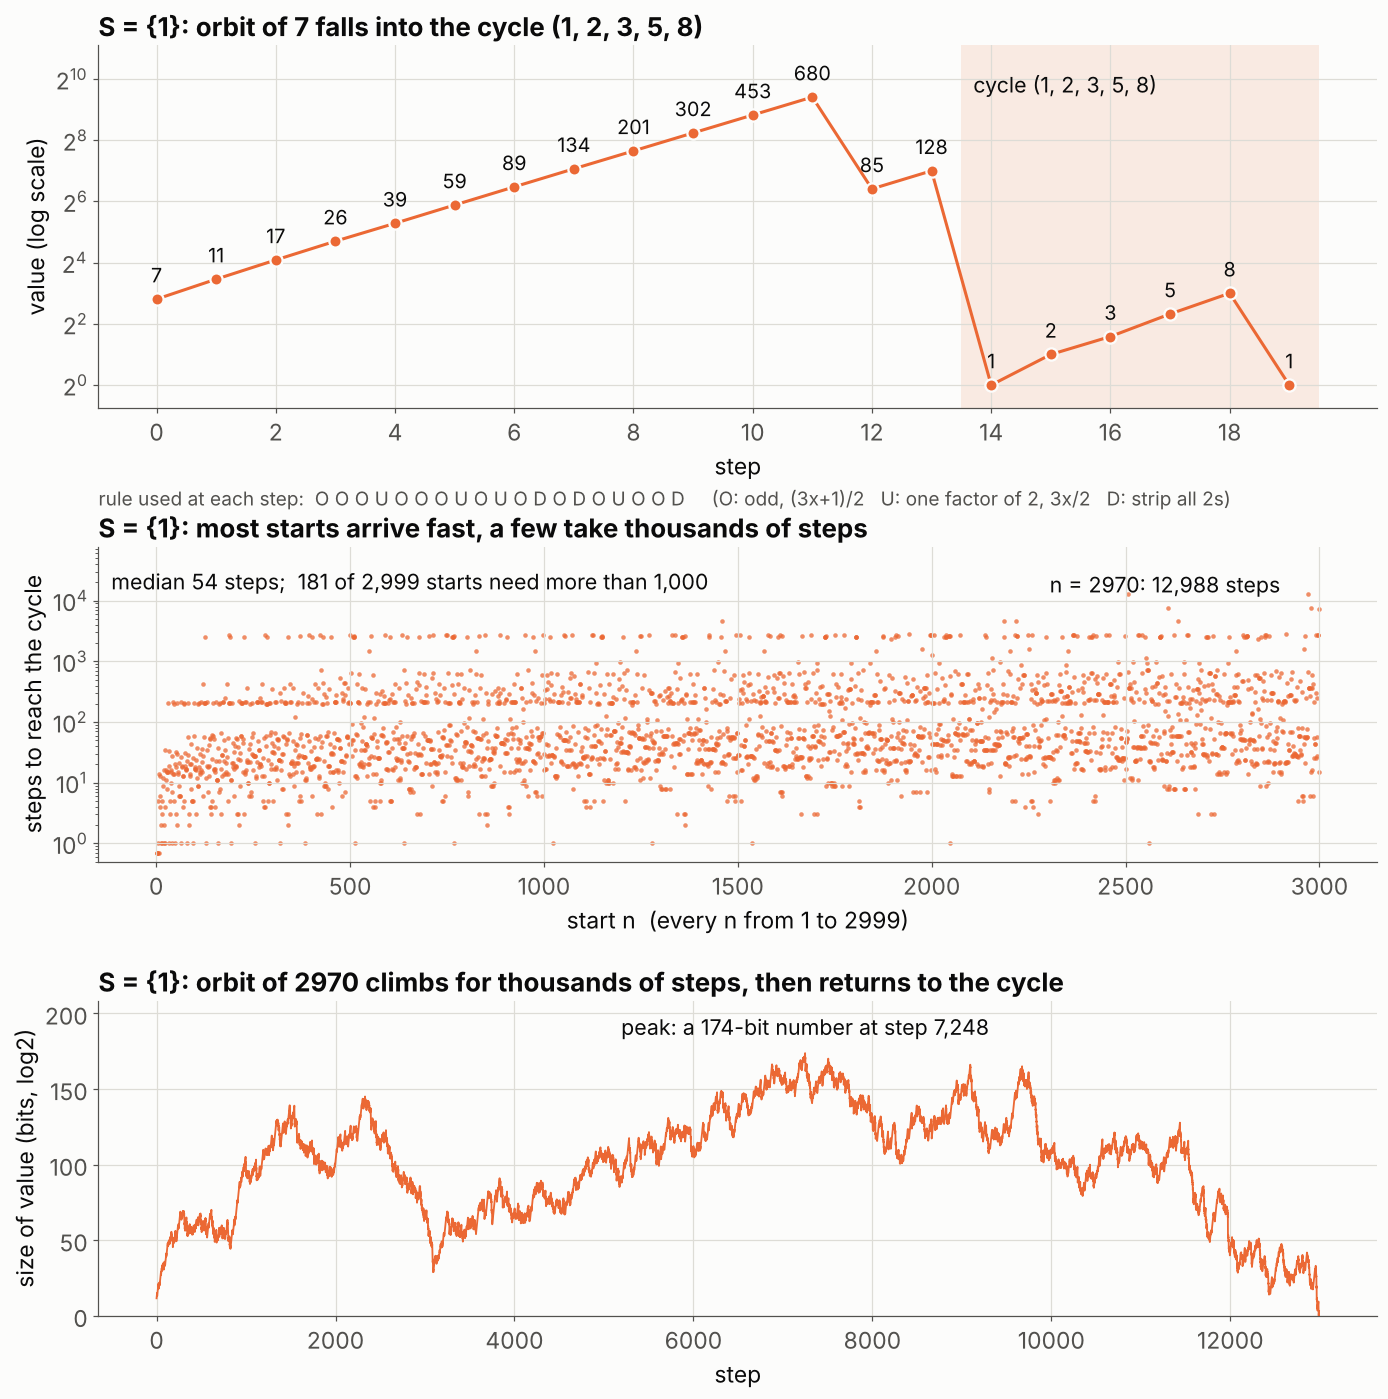 S = {1}: orbit of 7 falls into the cycle (1, 2, 3, 5, 8)
value (log scale)
2^10
2^8
2^6
2^4
2^2
2^0
cycle (1, 2, 3, 5, 8)
7
11
17
26
39
59
89
134
201
302
453
680
85
128
1
2
3
5
8
1
0 2 4 6 8 10 12 14 16 18
step
rule used at each step: O O O U O O O U O U O D O D O U O O D (O: odd, (3x+1)/2 U: one factor of 2, 3x/2 D: strip all 2s)
S = {1}: most starts arrive fast, a few take thousands of steps
steps to reach the cycle
median 54 steps; 181 of 2,999 starts need more than 1,000
n = 2970: 12,988 steps
10^4
10^3
10^2
10^1
10^0
0 500 1000 1500 2000 2500 3000
start n (every n from 1 to 2999)
S = {1}: orbit of 2970 climbs for thousands of steps, then returns to the cycle
size of value (bits, log2)
peak: a 174-bit number at step 7,248
200
150
100
50
0
0 2000 4000 6000 8000 10000 12000
step